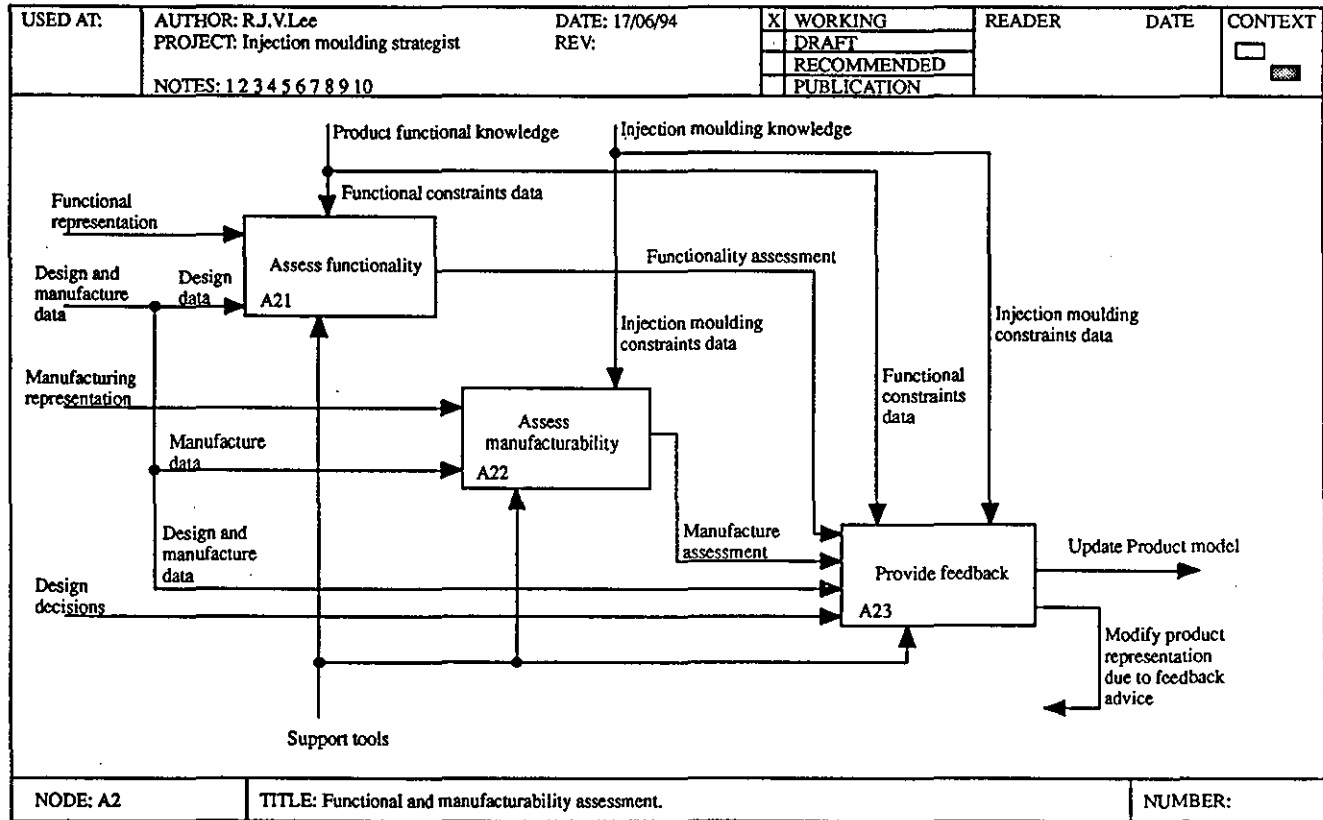 USED AT:
AUTHOR: R.J.V.Lee
DATE: 17/06/94
PROJECT: Injection moulding strategist
REV:
NOTES: 1 2 3 4 5 6 7 8 9 10
X WORKING
DRAFT
RECOMMENDED
PUBLICATION
READER
DATE
CONTEXT
Product functional knowledge
Injection moulding knowledge
Functional constraints data
Functional
representation
Assess functionality
A21
Functionality assessment
Design and
manufacture
data
Design
data
Injection moulding
constraints data
Injection moulding
constraints data
Manufacturing
representation
Functional
constraints
data
Assess
manufacturability
A22
Manufacture
data
Design and
manufacture
data
Manufacture
assessment
Update Product model
Provide feedback
A23
Design
decisions
Modify product
representation
due to feedback
advice
Support tools
NODE: A2
TITLE: Functional and manufacturability assessment.
NUMBER: